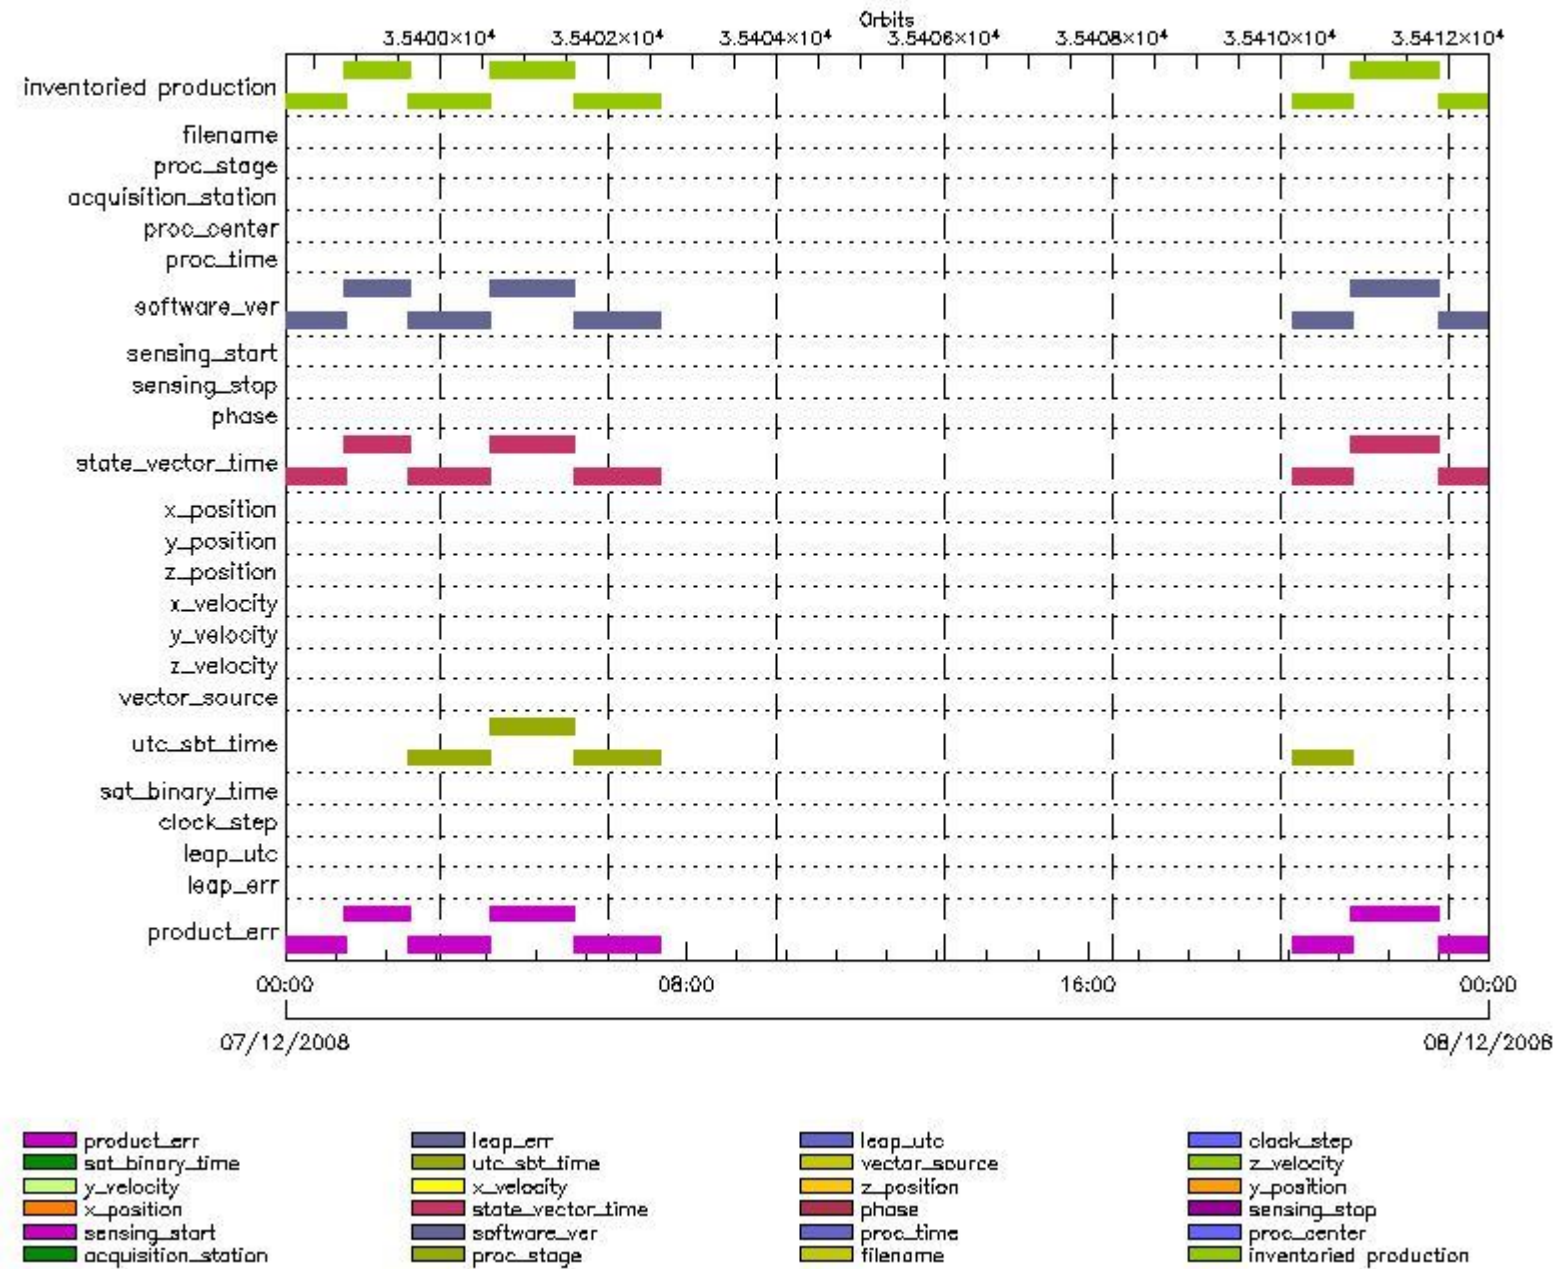 Orbits
3.5400×10⁴ 3.5402×10⁴ 3.5404×10⁴ 3.5406×10⁴ 3.5408×10⁴ 3.5410×10⁴ 3.5412×10⁴
inventoried production
filename
proc_stage
acquisition_station
proc_center
proc_time
software_ver
sensing_start
sensing_stop
phase
state_vector_time
x_position
y_position
z_position
x_velocity
y_velocity
z_velocity
vector_source
utc_sbt_time
sat_binary_time
clock_step
leap_utc
leap_err
product_err
00:00 08:00 16:00 00:00
07/12/2008 08/12/2008
product_err leap_err leap_utc clock_step
sat_binary_time utc_sbt_time vector_source z_velocity
y_velocity x_velocity z_position y_position
x_position state_vector_time phase sensing_stop
sensing_start software_ver proc_time proc_center
acquisition_station proc_stage filename inventoried production